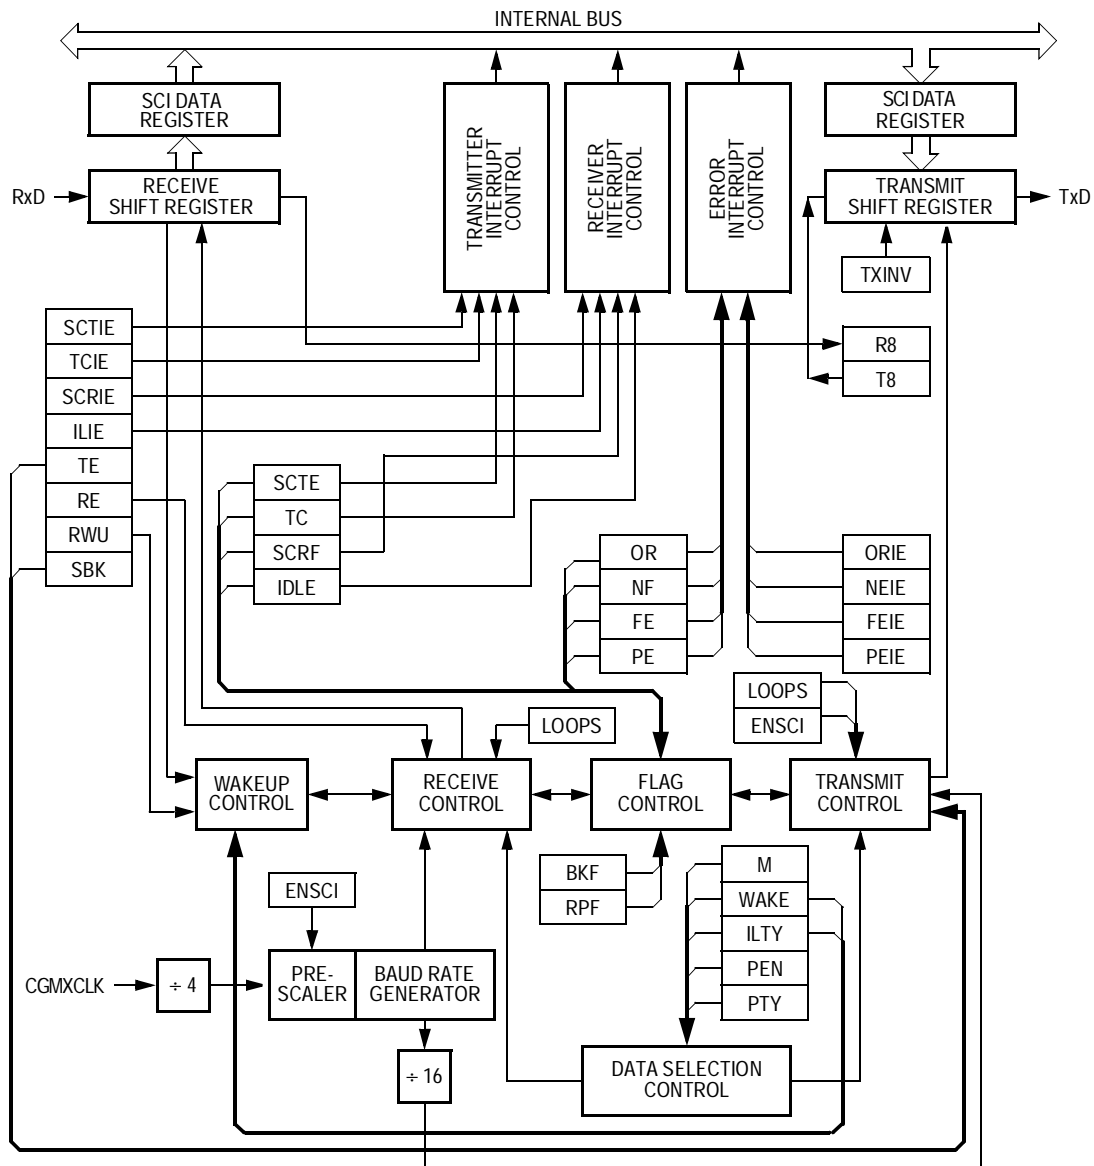 INTERNAL BUS
SCI DATA
REGISTER
TRANSMITTER
INTERRUPT
CONTROL
RECEIVER
INTERRUPT
CONTROL
ERROR
INTERRUPT
CONTROL
SCI DATA
REGISTER
RxD
RECEIVE
SHIFT REGISTER
TRANSMIT
SHIFT REGISTER
TxD
TXINV
SCTIE
TCIE
SCRIE
ILIE
TE
RE
RWU
SBK
R8
T8
SCTE
TC
SCRF
IDLE
OR
NF
FE
PE
ORIE
NEIE
FEIE
PEIE
LOOPS
ENSCI
LOOPS
WAKEUP
CONTROL
RECEIVE
CONTROL
FLAG
CONTROL
TRANSMIT
CONTROL
BKF
RPF
M
WAKE
ILTY
PEN
PTY
ENSCI
CGMXCLK
÷ 4
PRE-
SCALER
BAUD RATE
GENERATOR
÷ 16
DATA SELECTION
CONTROL